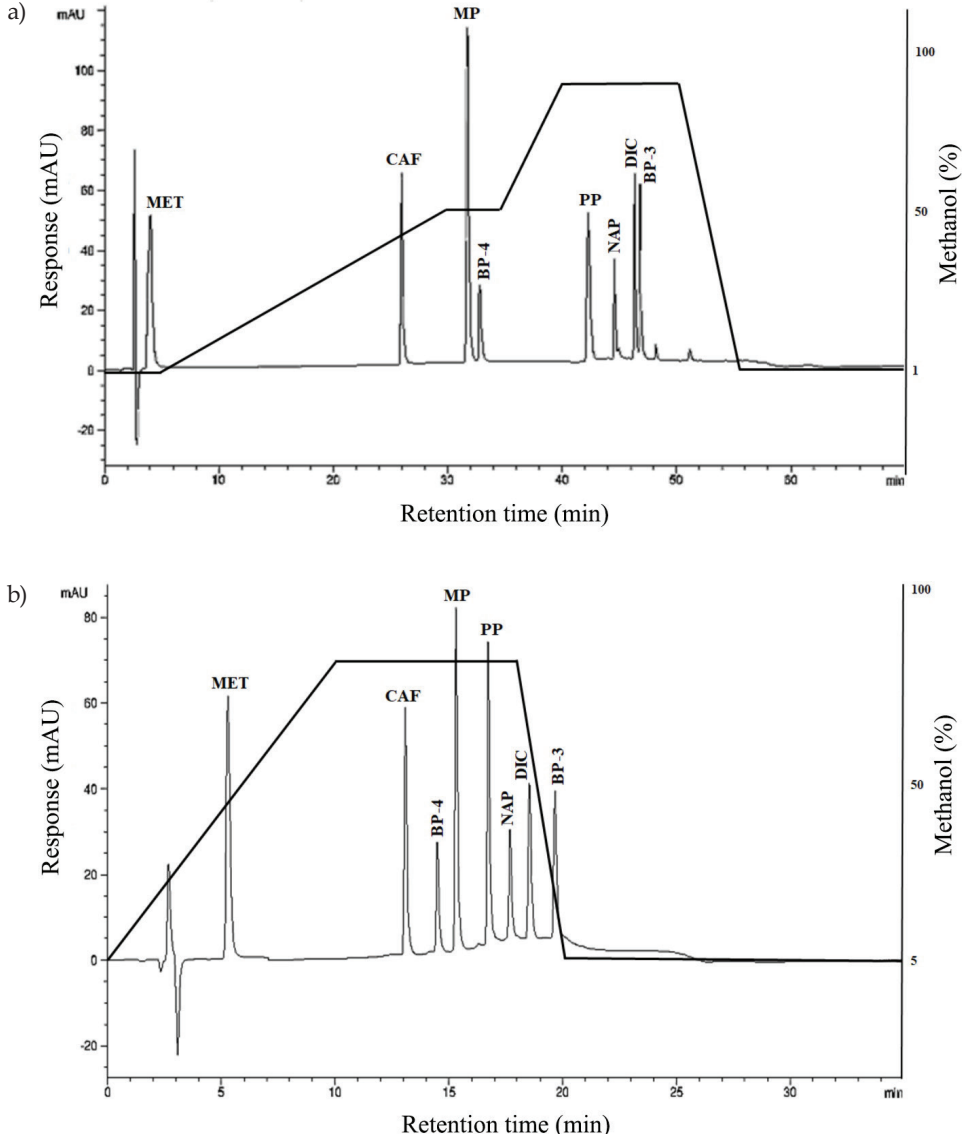 a)
mAU
MP
100
100
80
CAF
DIC
BP-3
60
MET
PP
50
40
NAP
BP-4
20
0
1
-20
0
10
20
30
40
50
60
min
Response (mAU)
Methanol (%)
Retention time (min)
b)
mAU
MP
100
80
PP
MET
CAF
60
DIC
BP-3
50
40
NAP
BP-4
20
0
5
-20
0
5
10
15
20
25
30
min
Response (mAU)
Methanol (%)
Retention time (min)